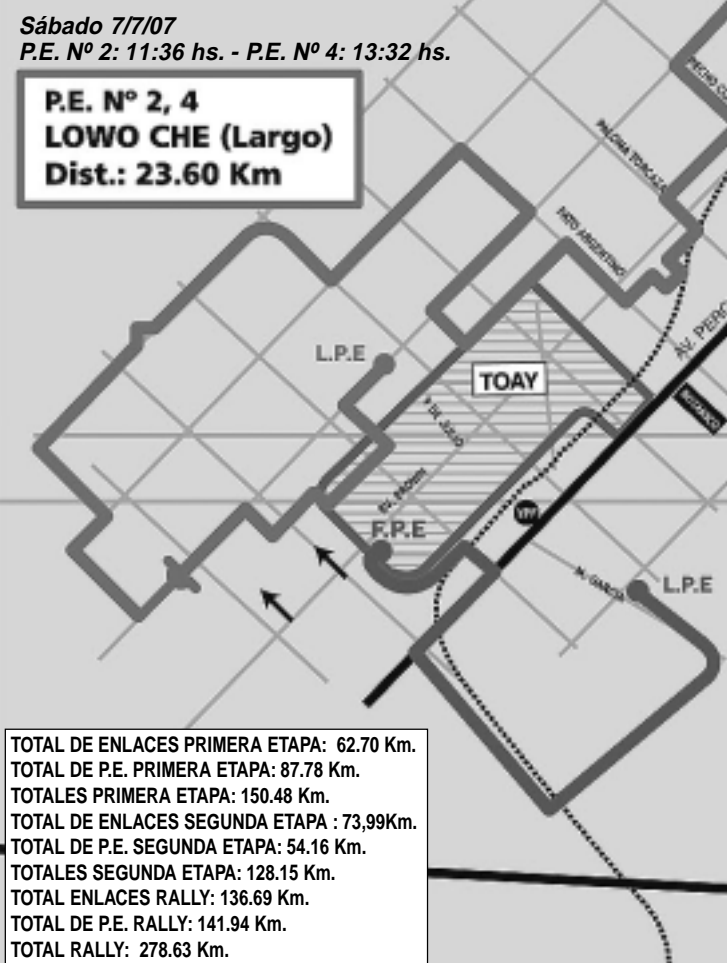 Sábado 7/7/07
P.E. Nº 2: 11:36 hs. - P.E. Nº 4: 13:32 hs.
P.E. Nº 2, 4
LOWO CHE (Largo)
Dist.: 23.60 Km
PECHO
PALOMA TORCAZA
PATO ARGENTINO
AV. PERO
L.P.E
TOAY
9 DE JULIO
BV. BROWN
YPF
F.P.E
M. GARCIA
L.P.E
TOTAL DE ENLACES PRIMERA ETAPA: 62.70 Km.
TOTAL DE P.E. PRIMERA ETAPA: 87.78 Km.
TOTALES PRIMERA ETAPA: 150.48 Km.
TOTAL DE ENLACES SEGUNDA ETAPA : 73,99Km.
TOTAL DE P.E. SEGUNDA ETAPA: 54.16 Km.
TOTALES SEGUNDA ETAPA: 128.15 Km.
TOTAL ENLACES RALLY: 136.69 Km.
TOTAL DE P.E. RALLY: 141.94 Km.
TOTAL RALLY: 278.63 Km.